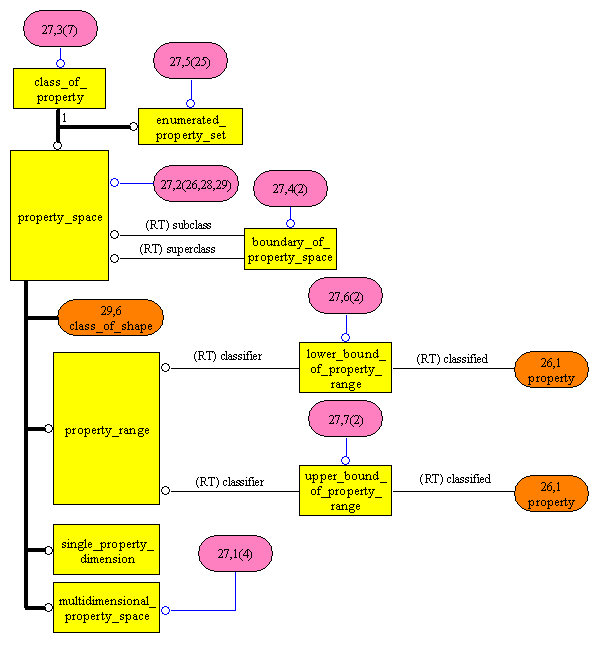 27,3(7)
27,5(25)
class_of_
property
1
enumerated_
property_set
property_space
27,2(26,28,29)
27,4(2)
(RT) subclass
(RT) superclass
boundary_of_
property_space
29,6
class_of_shape
27,6(2)
property_range
(RT) classifier
lower_bound_
of_property_
range
(RT) classified
26,1
property
27,7(2)
(RT) classifier
upper_bound_
of_property_
range
(RT) classified
26,1
property
single_property_
dimension
27,1(4)
multidimensional_
property_space